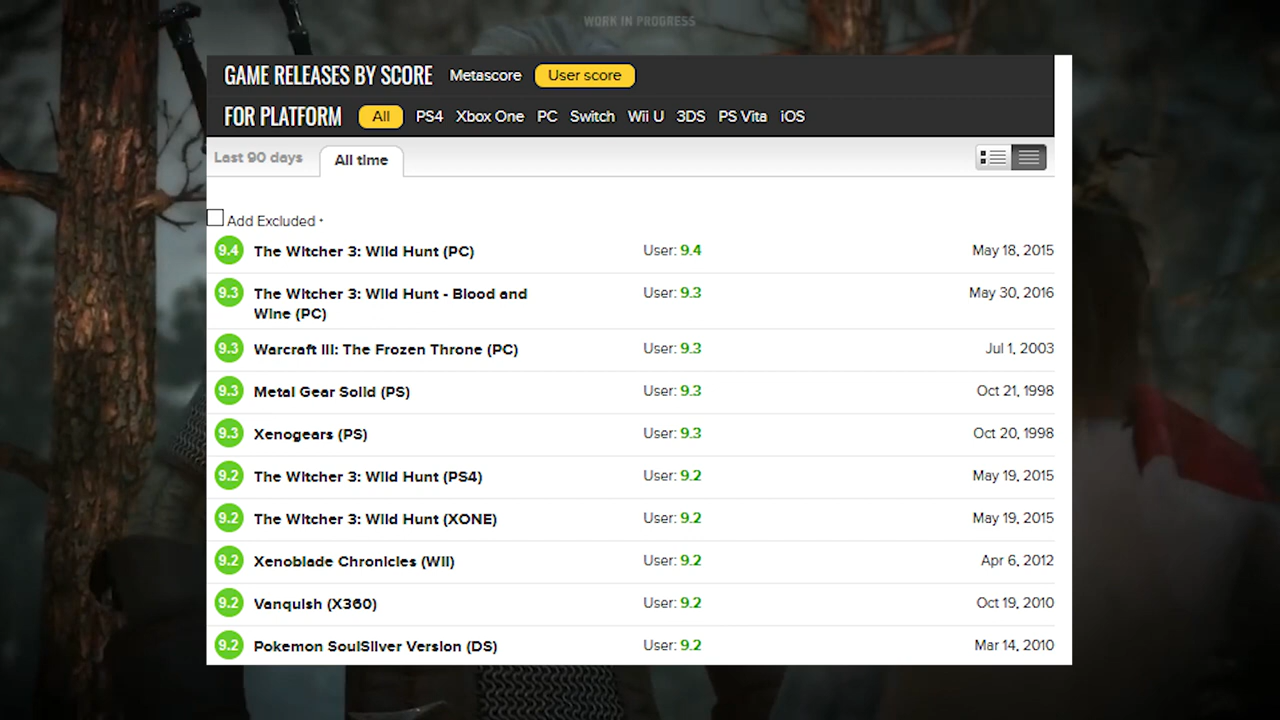 WORK IN PROGRESS
GAME RELEASES BY SCORE Metascore User score
FOR PLATFORM All PS4 Xbox One PC Switch Wii U 3DS PS Vita iOS
Last 90 days All time
Add Excluded *
9.4 The Witcher 3: Wild Hunt (PC) User: 9.4 May 18, 2015
9.3 The Witcher 3: Wild Hunt - Blood and User: 9.3 May 30, 2016
Wine (PC)
9.3 Warcraft III: The Frozen Throne (PC) User: 9.3 Jul 1, 2003
9.3 Metal Gear Solid (PS) User: 9.3 Oct 21, 1998
9.3 Xenogears (PS) User: 9.3 Oct 20, 1998
9.2 The Witcher 3: Wild Hunt (PS4) User: 9.2 May 19, 2015
9.2 The Witcher 3: Wild Hunt (XONE) User: 9.2 May 19, 2015
9.2 Xenoblade Chronicles (WII) User: 9.2 Apr 6, 2012
9.2 Vanquish (X360) User: 9.2 Oct 19, 2010
9.2 Pokemon SoulSilver Version (DS) User: 9.2 Mar 14, 2010